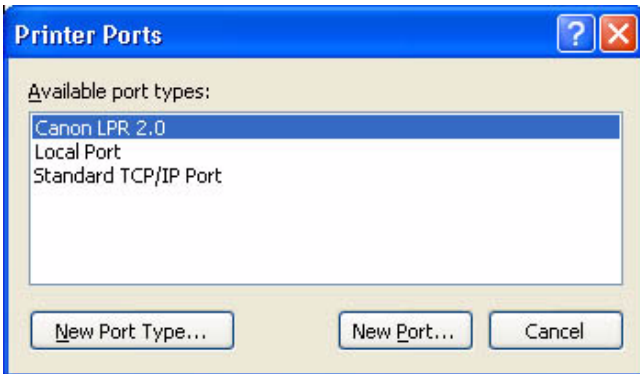 Printer Ports
Available port types:
Canon LPR 2.0
Local Port
Standard TCP/IP Port
New Port Type...
New Port...
Cancel